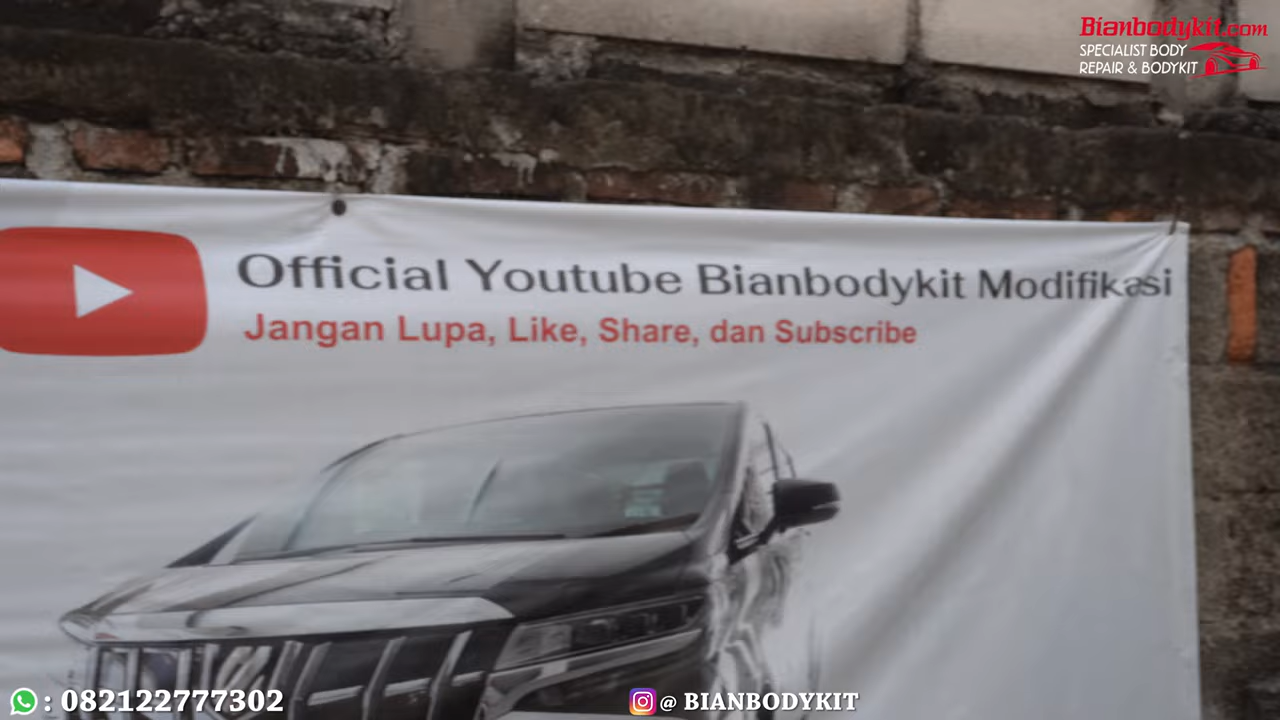 Bianbodykit.com
SPECIALIST BODY
REPAIR & BODYKIT
Official Youtube Bianbodykit Modifikasi
Jangan Lupa, Like, Share, dan Subscribe
: 082122777302
@ BIANBODYKIT